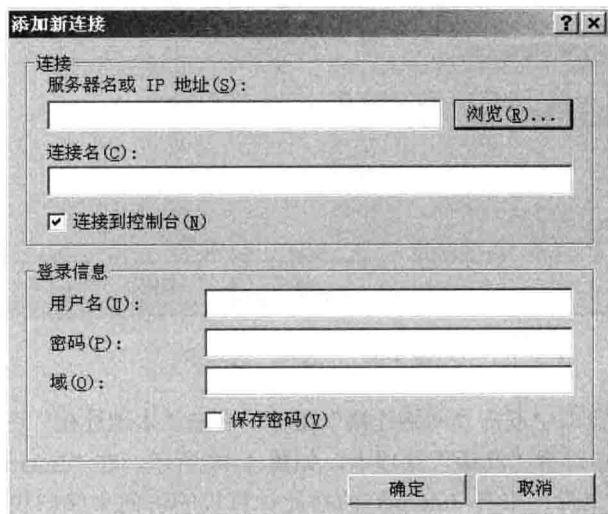 添加新连接
连接
服务器名或 IP 地址(S):
浏览(R)...
连接名(C):
连接到控制台(N)
登录信息
用户名(U):
密码(P):
域(O):
保存密码(V)
确定
取消